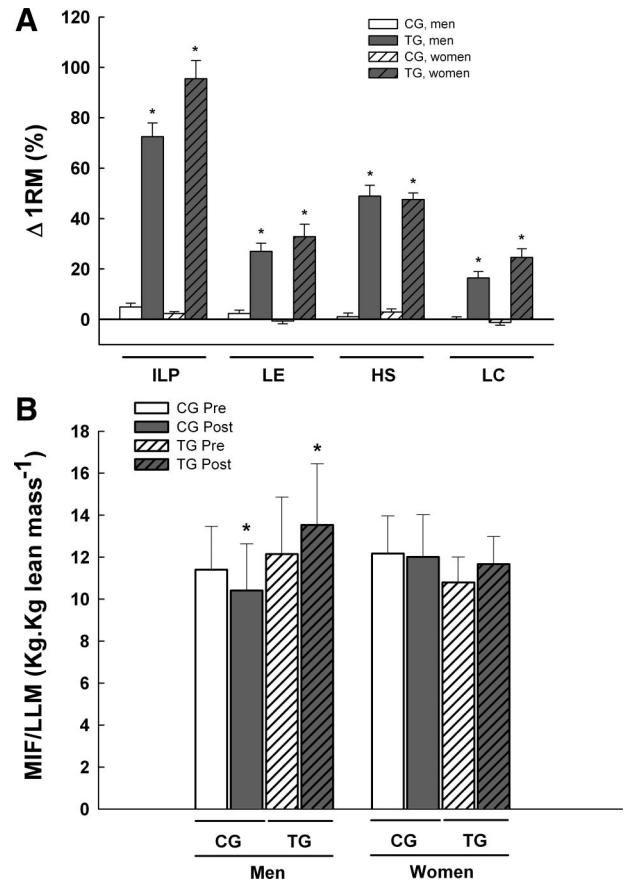 A
120
100
80
60
40
20
0
Δ 1RM (%)
CG, men
TG, men
CG, women
TG, women
* * * * * * * *
ILP LE HS LC
B
18
16
14
12
10
8
6
4
2
0
MIF/LLM (Kg.Kg lean mass⁻¹)
CG Pre
CG Post
TG Pre
TG Post
* *
CG TG CG TG
Men Women